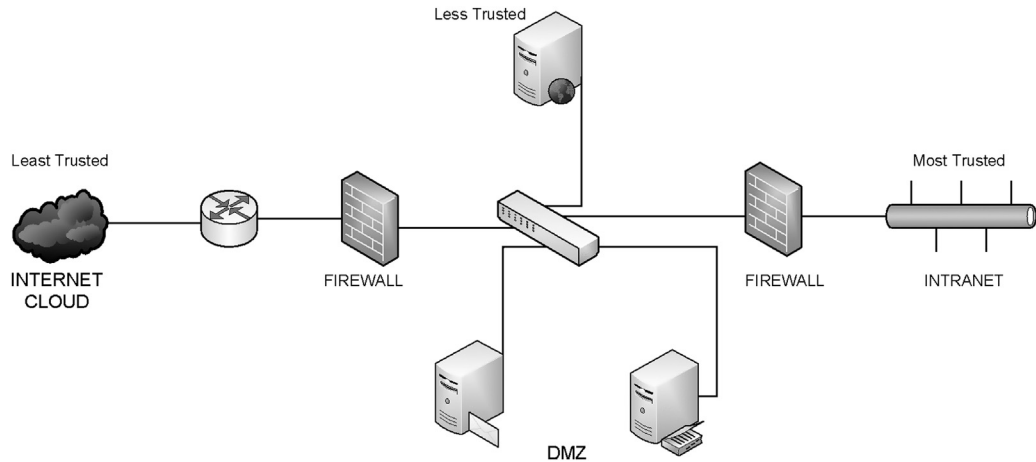 Less Trusted
Least Trusted
Most Trusted
INTERNET
CLOUD
FIREWALL
FIREWALL
INTRANET
DMZ